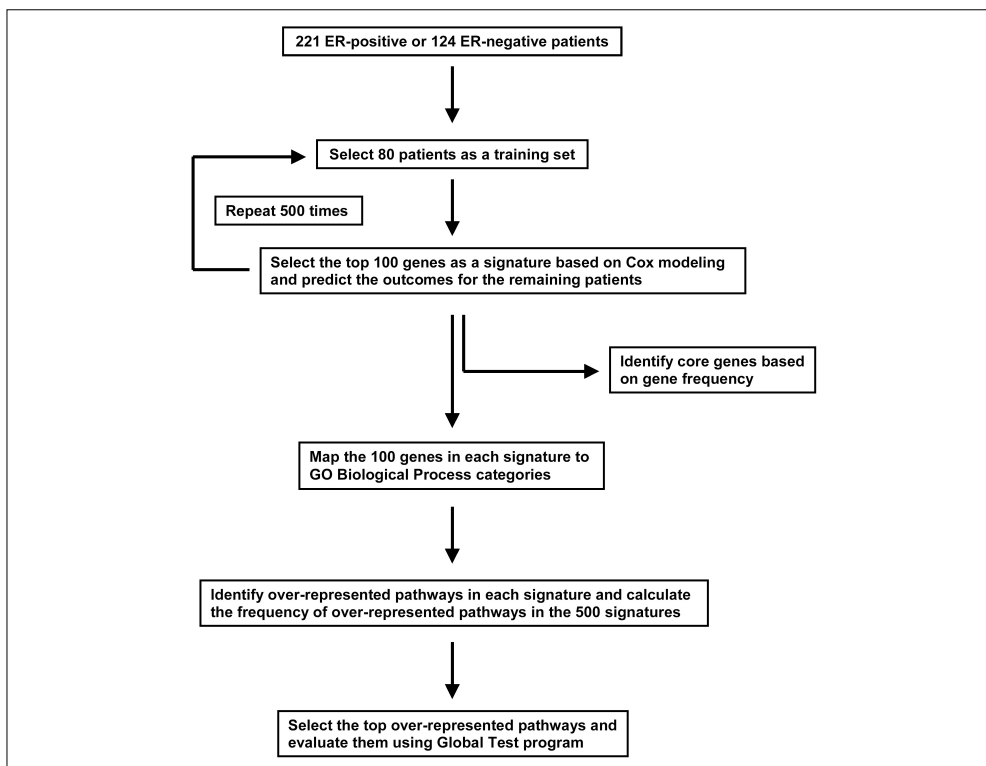 221 ER-positive or 124 ER-negative patients
Select 80 patients as a training set
Repeat 500 times
Select the top 100 genes as a signature based on Cox modeling
and predict the outcomes for the remaining patients
Identify core genes based
on gene frequency
Map the 100 genes in each signature to
GO Biological Process categories
Identify over-represented pathways in each signature and calculate
the frequency of over-represented pathways in the 500 signatures
Select the top over-represented pathways and
evaluate them using Global Test program